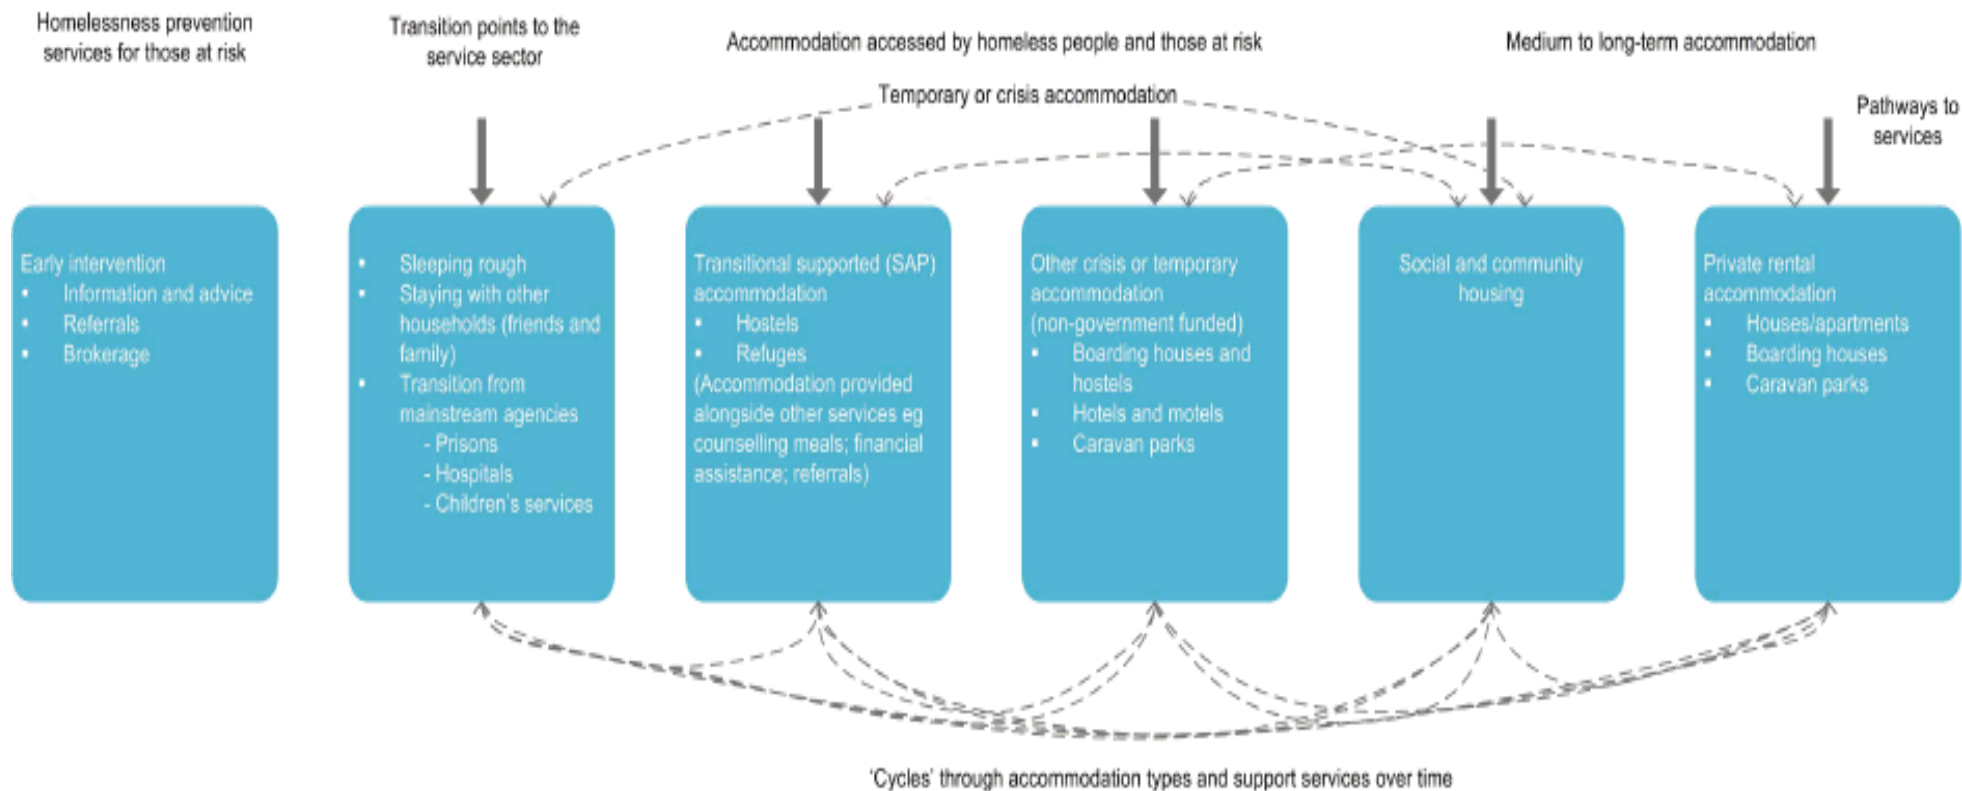 Homelessness prevention
services for those at risk
Transition points to the
service sector
Accommodation accessed by homeless people and those at risk
Medium to long-term accommodation
Temporary or crisis accommodation
Pathways to
services
Early intervention
▪ Information and advice
▪ Referrals
▪ Brokerage
▪ Sleeping rough
▪ Staying with other
households (friends and
family)
▪ Transition from
mainstream agencies
- Prisons
- Hospitals
- Children's services
Transitional supported (SAP)
accommodation
▪ Hostels
▪ Refuges
(Accommodation provided
alongside other services eg
counselling meals; financial
assistance; referrals)
Other crisis or temporary
accommodation
(non-government funded)
▪ Boarding houses and
hostels
▪ Hotels and motels
▪ Caravan parks
Social and community
housing
Private rental
accommodation
▪ Houses/apartments
▪ Boarding houses
▪ Caravan parks
'Cycles' through accommodation types and support services over time